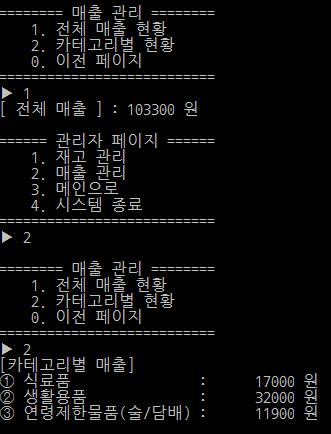 ======== 매출 관리 ========
1. 전체 매출 현황
2. 카테고리별 현황
0. 이전 페이지
=========================
▶ 1
[ 전체 매출 ] : 103300 원
====== 관리자 페이지 ======
1. 재고 관리
2. 매출 관리
3. 메인으로
4. 시스템 종료
=========================
▶ 2
======== 매출 관리 ========
1. 전체 매출 현황
2. 카테고리별 현황
0. 이전 페이지
=========================
▶ 2
[카테고리별 매출]
① 식료품 : 17000 원
② 생활용품 : 32000 원
③ 연령제한물품(술/담배) : 11900 원